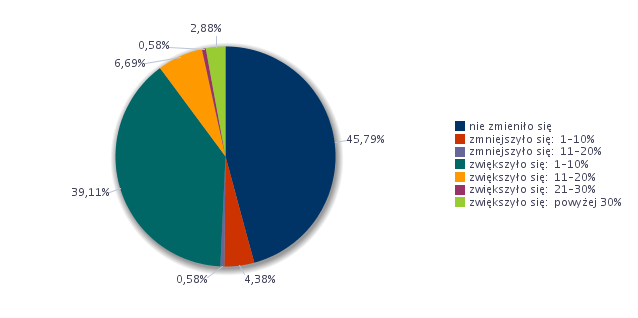 2,88%
0,58%
6,69%
45,79%
39,11%
0,58%
4,38%
nie zmieniło się
zmniejszyło się: 1-10%
zmniejszyło się: 11-20%
zwiększyło się: 1-10%
zwiększyło się: 11-20%
zwiększyło się: 21-30%
zwiększyło się: powyżej 30%